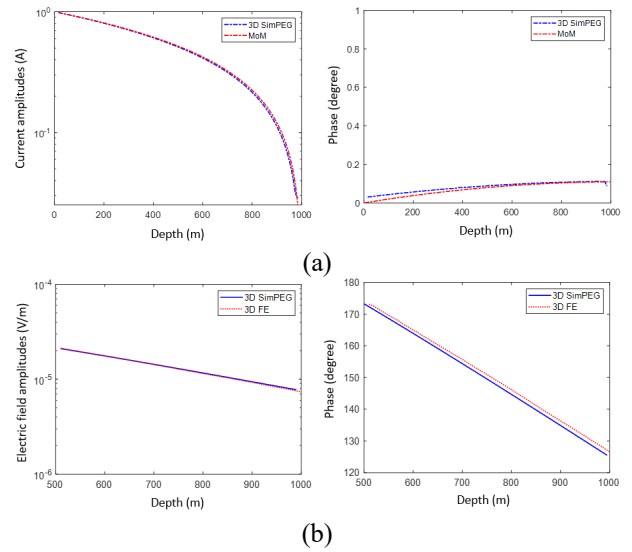 10⁰
10⁻¹
Current amplitudes (A)
0 200 400 600 800 1000
Depth (m)
3D SimPEG
MoM
1
0.8
0.6
0.4
0.2
0
Phase (degree)
0 200 400 600 800 1000
Depth (m)
3D SimPEG
MoM
(a)
10⁻⁴
10⁻⁵
10⁻⁶
Electric field amplitudes (V/m)
500 600 700 800 900 1000
Depth (m)
3D SimPEG
3D FE
180
170
160
150
140
130
120
Phase (degree)
500 600 700 800 900 1000
Depth (m)
3D SimPEG
3D FE
(b)